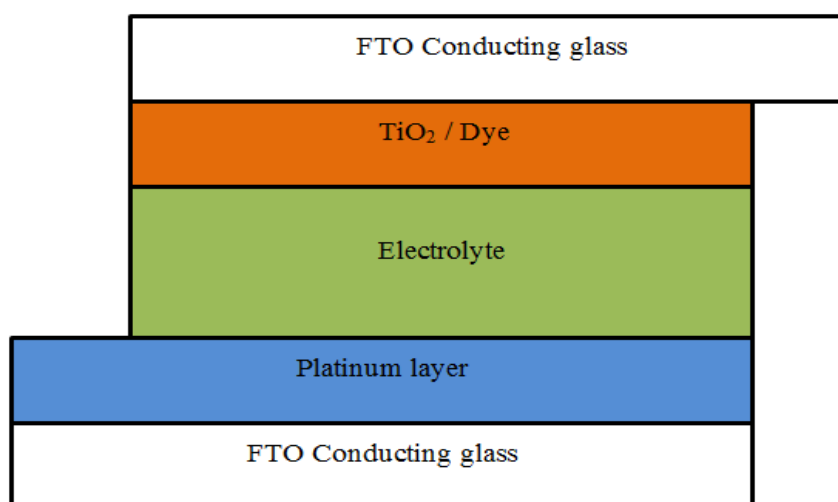 FTO Conducting glass
TiO₂ / Dye
Electrolyte
Platinum layer
FTO Conducting glass